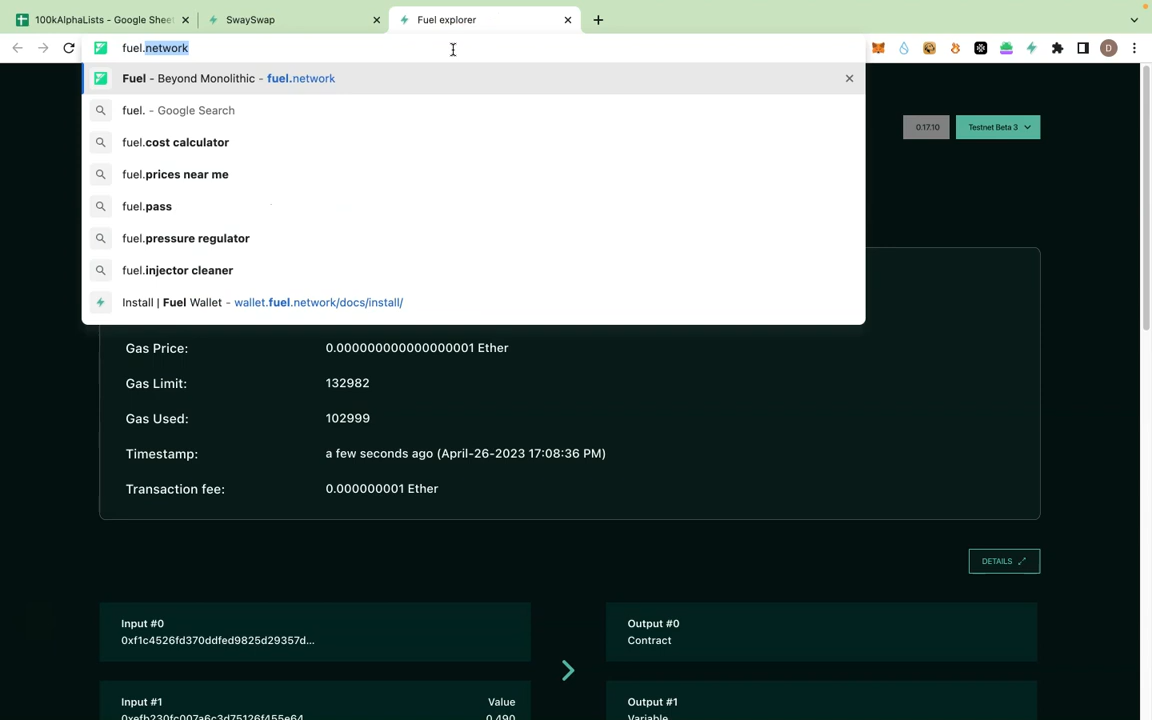 100kAlphaLists - Google Sheet
SwaySwap
Fuel explorer
fuel.network
D
Fuel - Beyond Monolithic - fuel.network
fuel. - Google Search
fuel.cost calculator
fuel.prices near me
fuel.pass
fuel.pressure regulator
fuel.injector cleaner
Install | Fuel Wallet - wallet.fuel.network/docs/install/
0.17.10
Testnet Beta 3
Gas Price: 0.000000000000000001 Ether
Gas Limit: 132982
Gas Used: 102999
Timestamp: a few seconds ago (April-26-2023 17:08:36 PM)
Transaction fee: 0.000000001 Ether
DETAILS
Input #0
0xf1c4526fd370ddfed9825d29357d...
Output #0
Contract
Input #1 Value
0xefb230fc007a6c3d75126f455e64 0.490
Output #1
Variable